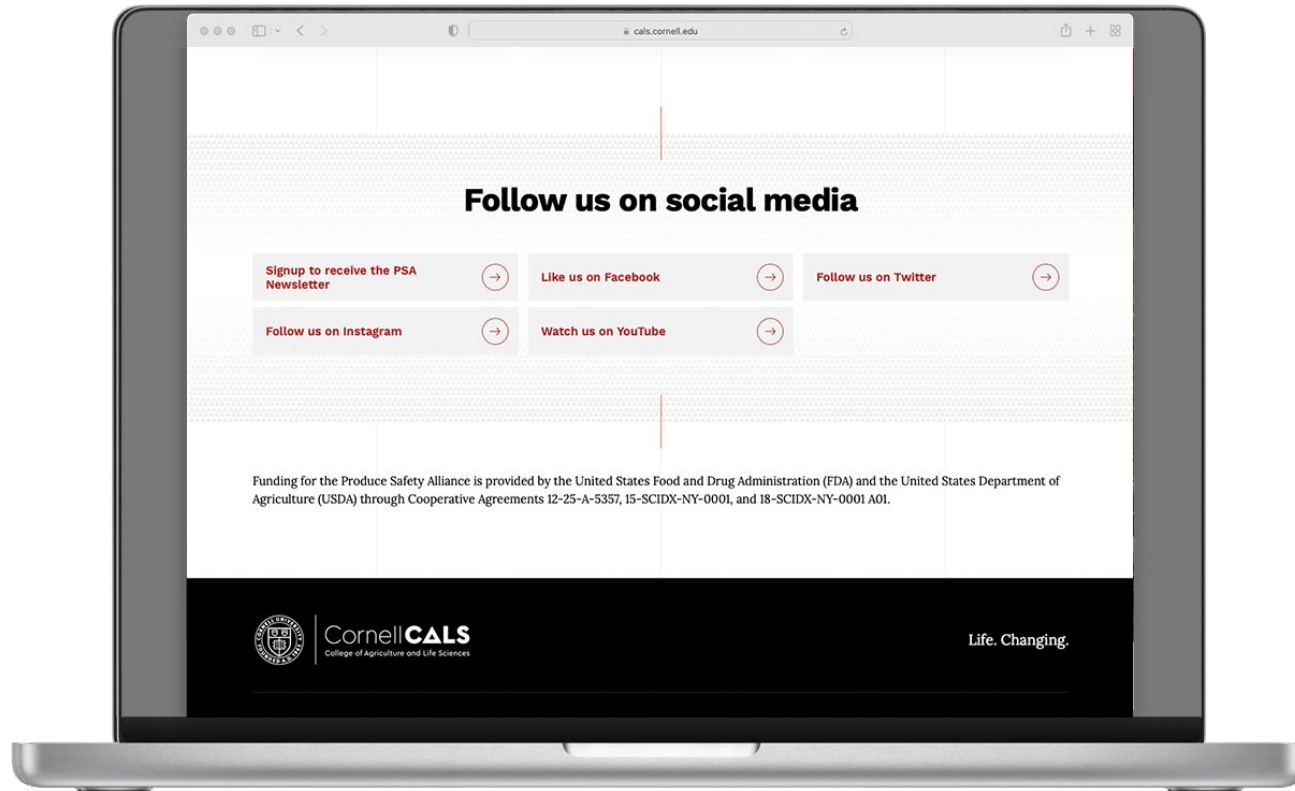 cals.cornell.edu
Follow us on social media
Signup to receive the PSA
Newsletter
Like us on Facebook
Follow us on Twitter
Follow us on Instagram
Watch us on YouTube
Funding for the Produce Safety Alliance is provided by the United States Food and Drug Administration (FDA) and the United States Department of
Agriculture (USDA) through Cooperative Agreements 12-25-A-5357, 15-SCIDX-NY-0001, and 18-SCIDX-NY-0001 A01.
CORNELL UNIVERSITY
FOUNDED A.D. 1865
CornellCALS
College of Agriculture and Life Sciences
Life. Changing.